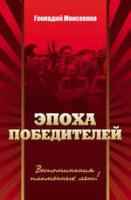 Геннадий Моисеенко
ЭПОХА
ПОБЕДИТЕЛЕЙ
Воспоминания
пламенных лет!